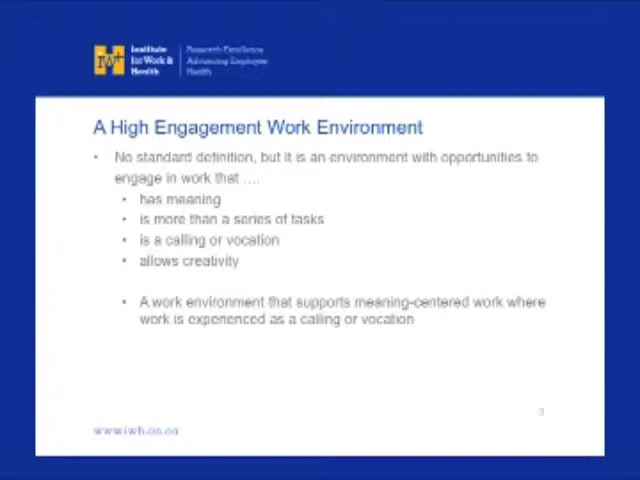 Institute
for Work &
Health
Research Excellence
Advancing Employee
Health
A High Engagement Work Environment
• No standard definition, but it is an environment with opportunities to
engage in work that ....
• has meaning
• is more than a series of tasks
• is a calling or vocation
• allows creativity
• A work environment that supports meaning-centered work where
work is experienced as a calling or vocation
3
www.iwh.on.ca